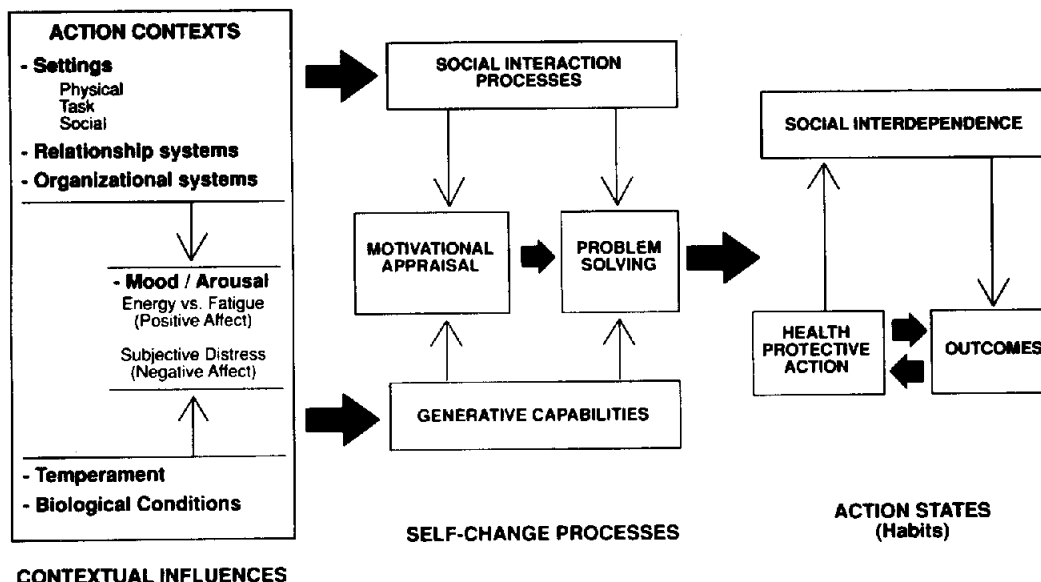 ACTION CONTEXTS
- Settings
Physical
Task
Social
- Relationship systems
- Organizational systems
- Mood / Arousal
Energy vs. Fatigue
(Positive Affect)
Subjective Distress
(Negative Affect)
- Temperament
- Biological Conditions
CONTEXTUAL INFLUENCES
SOCIAL INTERACTION
PROCESSES
MOTIVATIONAL
APPRAISAL
PROBLEM
SOLVING
GENERATIVE CAPABILITIES
SELF-CHANGE PROCESSES
SOCIAL INTERDEPENDENCE
HEALTH
PROTECTIVE
ACTION
OUTCOMES
ACTION STATES
(Habits)